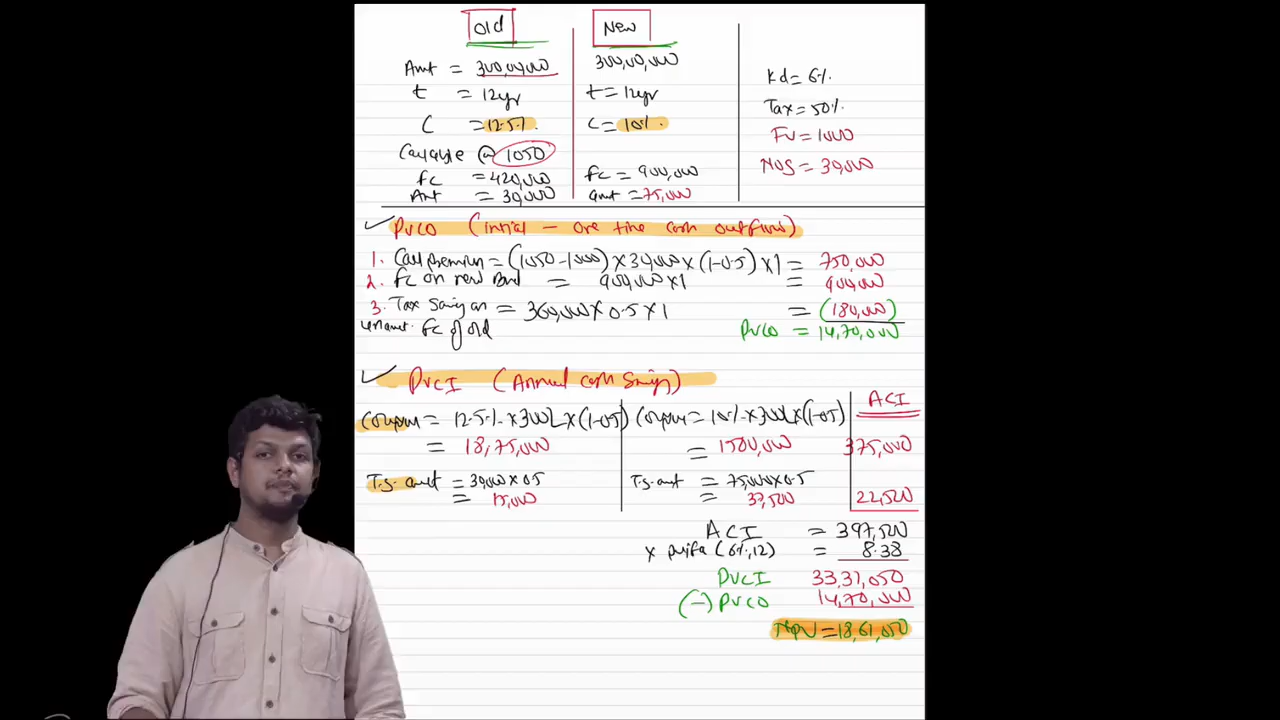 Old
New
Amt = 300,00,000
300,00,000
t = 12yr
t = 12yr
C = 12.5%
C = 10%.
Callable @ 1050
fc = 420,000
fc = 900,000
Amt = 30,000
amt = 75,000
Kd = 6%
Tax = 50%
FV = 1000
NOS = 30,000
PVCO (Initial – One time cash outflow)
1. Call premium = (1050-1000) x 30,000 x (1-0.5) x 1 = 750,000
2. fc on new Bond = 900,000 x 1 = 900,000
3. Tax Saving on = 360,000 x 0.5 x 1 = (180,000)
unamort. fc of old
PVCO = 14,70,000
PVCI (Annual cash Savings)
ACI
Coupon = 12.5% x 300L x (1-0.5)
Coupon = 10% x 300L x (1-0.5)
= 18,75,000
= 1500,000
375,000
T.S. amt = 30,000 x 0.5
T.S. amt = 75,000 x 0.5
= 15,000
= 37,500
22,500
ACI = 397,500
x pvifa (6%, 12) = 8.38
PVCI 33,31,050
(-) PVCO 14,70,000
NPV = 18,61,050